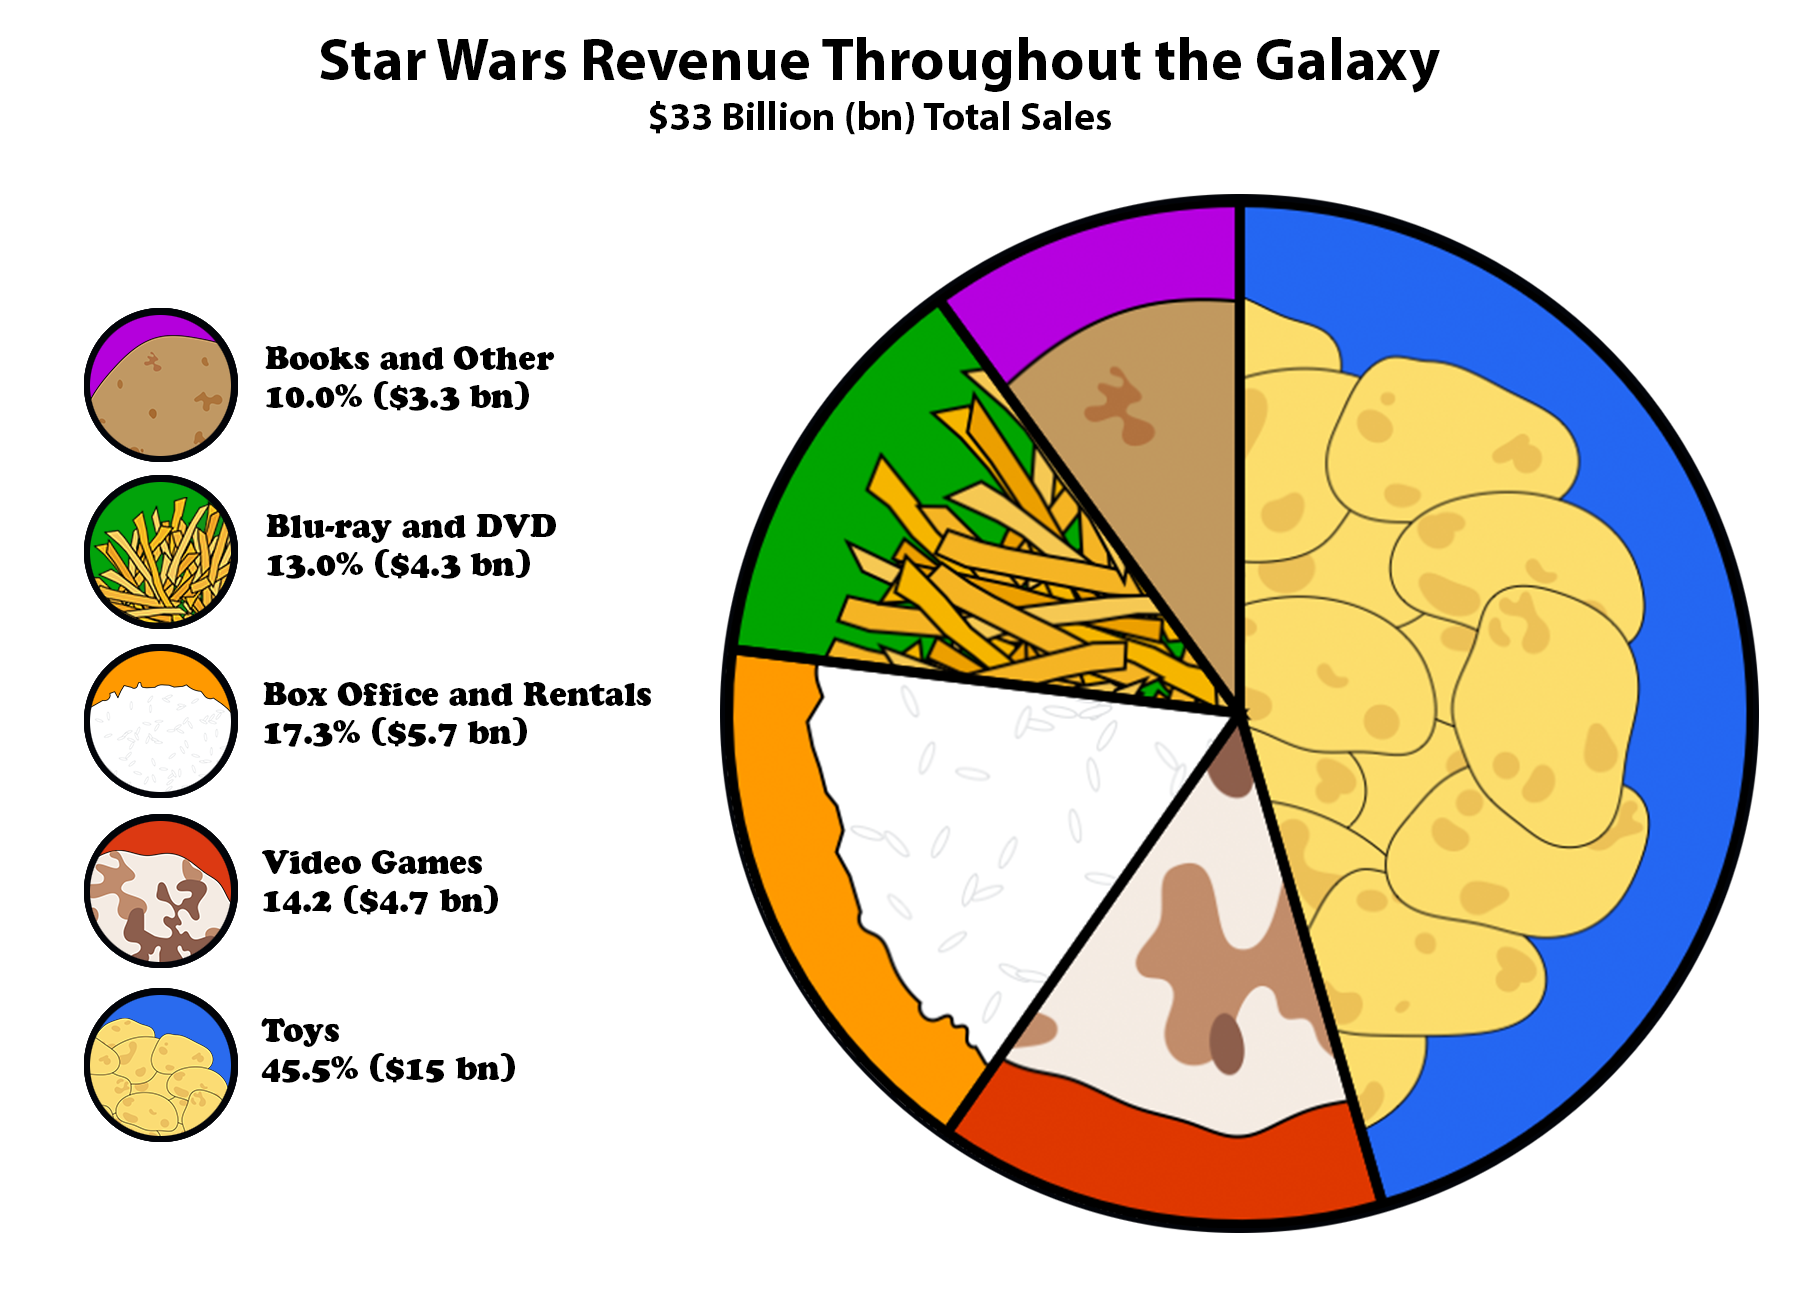 Star Wars Revenue Throughout the Galaxy
$33 Billion (bn) Total Sales
Books and Other
10.0% ($3.3 bn)
Blu-ray and DVD
13.0% ($4.3 bn)
Box Office and Rentals
17.3% ($5.7 bn)
Video Games
14.2 ($4.7 bn)
Toys
45.5% ($15 bn)